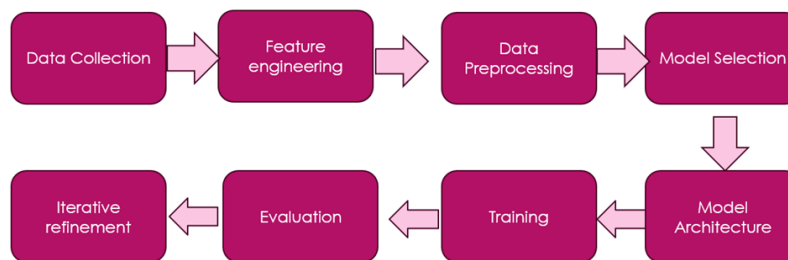 Data Collection
Feature
engineering
Data
Preprocessing
Model Selection
Model
Architecture
Training
Evaluation
Iterative
refinement